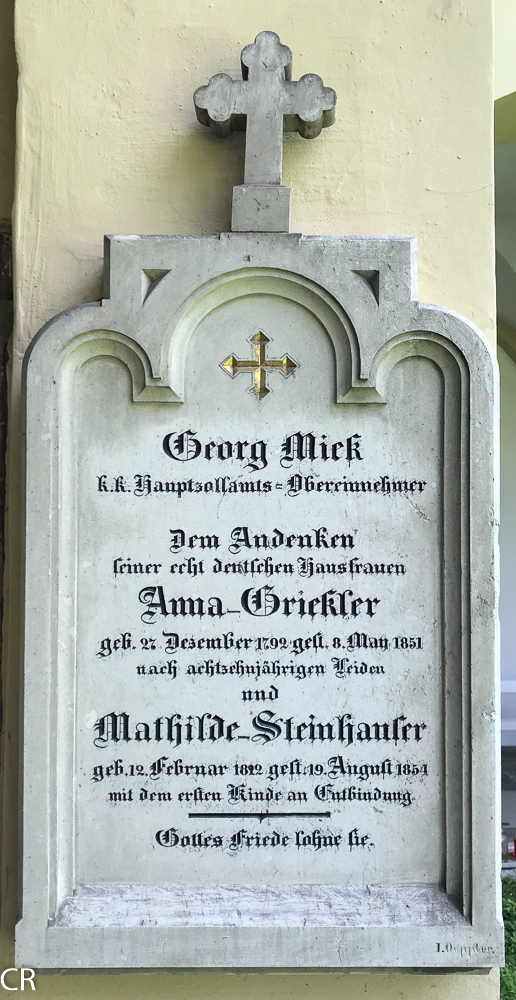 Georg Mick
k.k. Hauptzollamts-Obereinnehmer
Dem Andenken
seiner echt deutschen Hausfrauen
Anna-Griekler
geb. 27. Dezember 1792 gest. 8. May 1851
nach achtzehnjährigen Leiden
und
Mathilde-Steinhauser
geb. 12. Februar 1812 gest. 19. August 1854
mit dem ersten Kinde an Entbindung.
Gottes Friede lohne sie.
CR